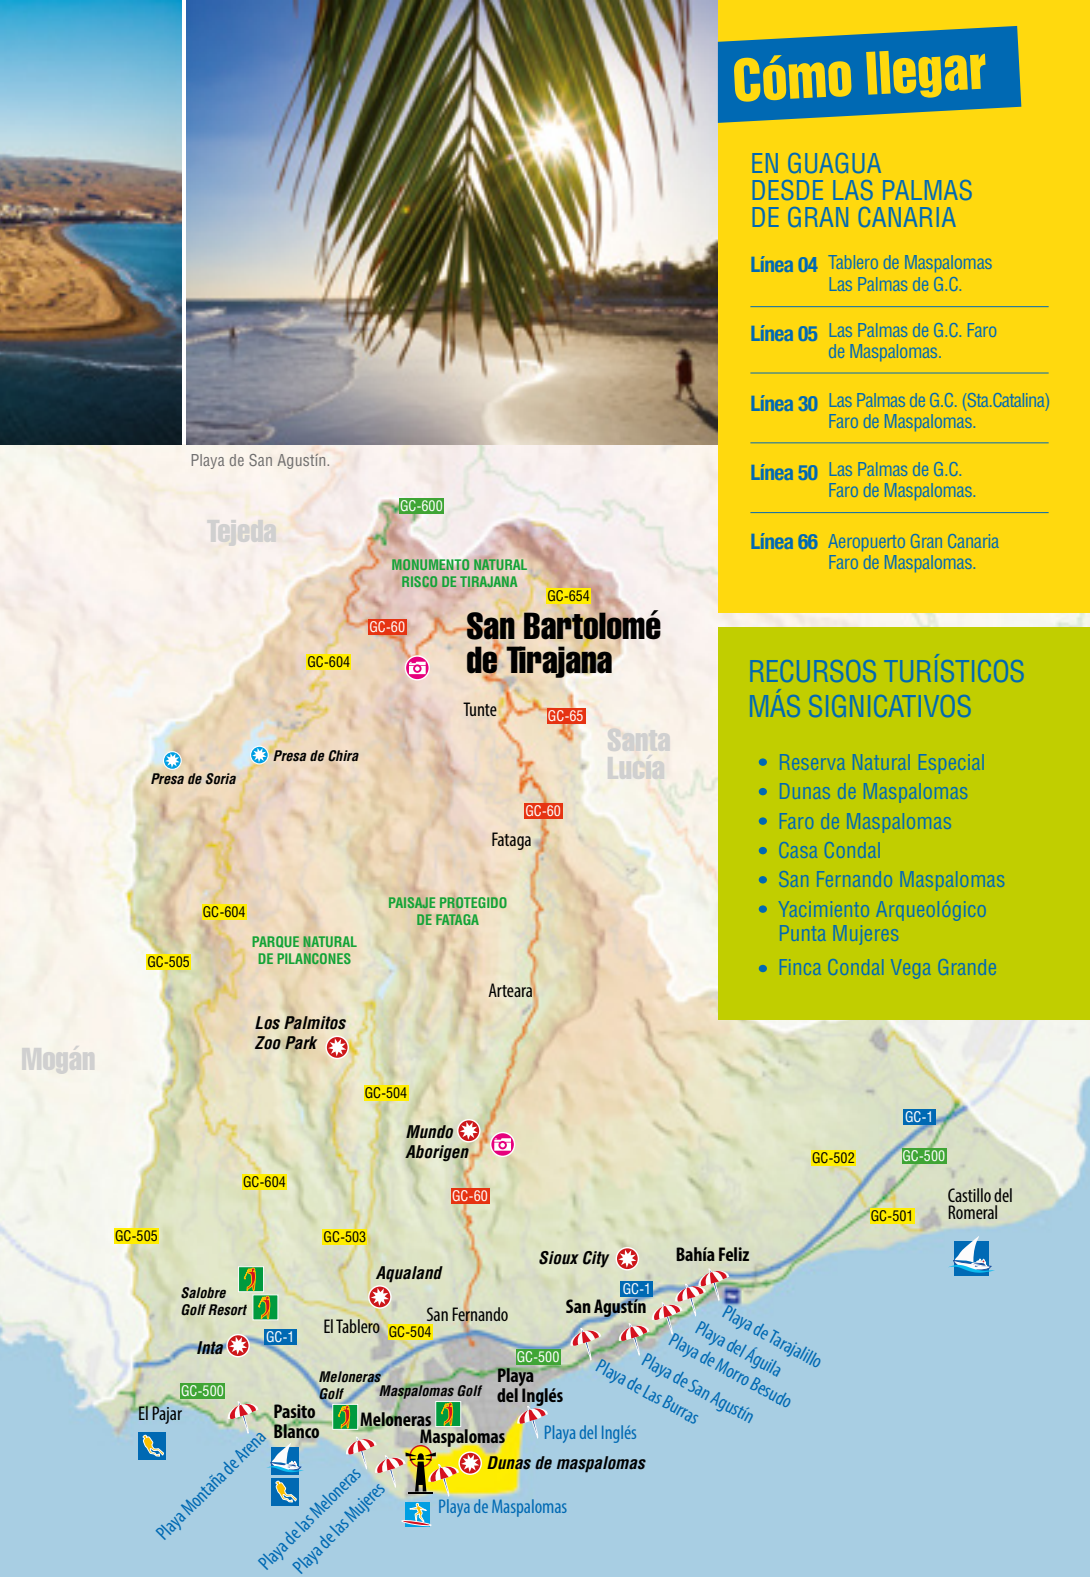 Cómo llegar
EN GUAGUA
DESDE LAS PALMAS
DE GRAN CANARIA
Línea 04 Tablero de Maspalomas
Las Palmas de G.C.
Línea 05 Las Palmas de G.C. Faro
de Maspalomas.
Línea 30 Las Palmas de G.C. (Sta.Catalina)
Faro de Maspalomas.
Línea 50 Las Palmas de G.C.
Faro de Maspalomas.
Línea 66 Aeropuerto Gran Canaria
Faro de Maspalomas.
RECURSOS TURÍSTICOS
MÁS SIGNICATIVOS
• Reserva Natural Especial
• Dunas de Maspalomas
• Faro de Maspalomas
• Casa Condal
• San Fernando Maspalomas
• Yacimiento Arqueológico
Punta Mujeres
• Finca Condal Vega Grande
Playa de San Agustín.
GC-600
Tejeda
MONUMENTO NATURAL
RISCO DE TIRAJANA
GC-654
GC-60
San Bartolomé
de Tirajana
GC-604
Tunte
GC-65
Santa
Lucía
Presa de Chira
Presa de Soria
GC-60
Fataga
PAISAJE PROTEGIDO
DE FATAGA
GC-604
PARQUE NATURAL
DE PILANCONES
GC-505
Arteara
Los Palmitos
Zoo Park
Mogán
GC-504
GC-1
Mundo
Aborigen
GC-502
GC-500
GC-604
GC-60
Castillo del
Romeral
GC-501
GC-505
GC-503
Sioux City
Bahía Feliz
Aqualand
Salobre
Golf Resort
GC-1
San Agustín
San Fernando
El Tablero
GC-504
Inta
GC-1
GC-500
Playa de Tarajalillo
Playa del Águila
Playa de Morro Besudo
Playa de San Agustín
Playa de Las Burras
Meloneras
Golf
Maspalomas Golf
Playa
del Inglés
GC-500
El Pajar
Pasito
Blanco
Meloneras
Maspalomas
Playa del Inglés
Dunas de maspalomas
Playa Montaña de Arena
Playa de las Meloneras
Playa de las Mujeres
Playa de Maspalomas